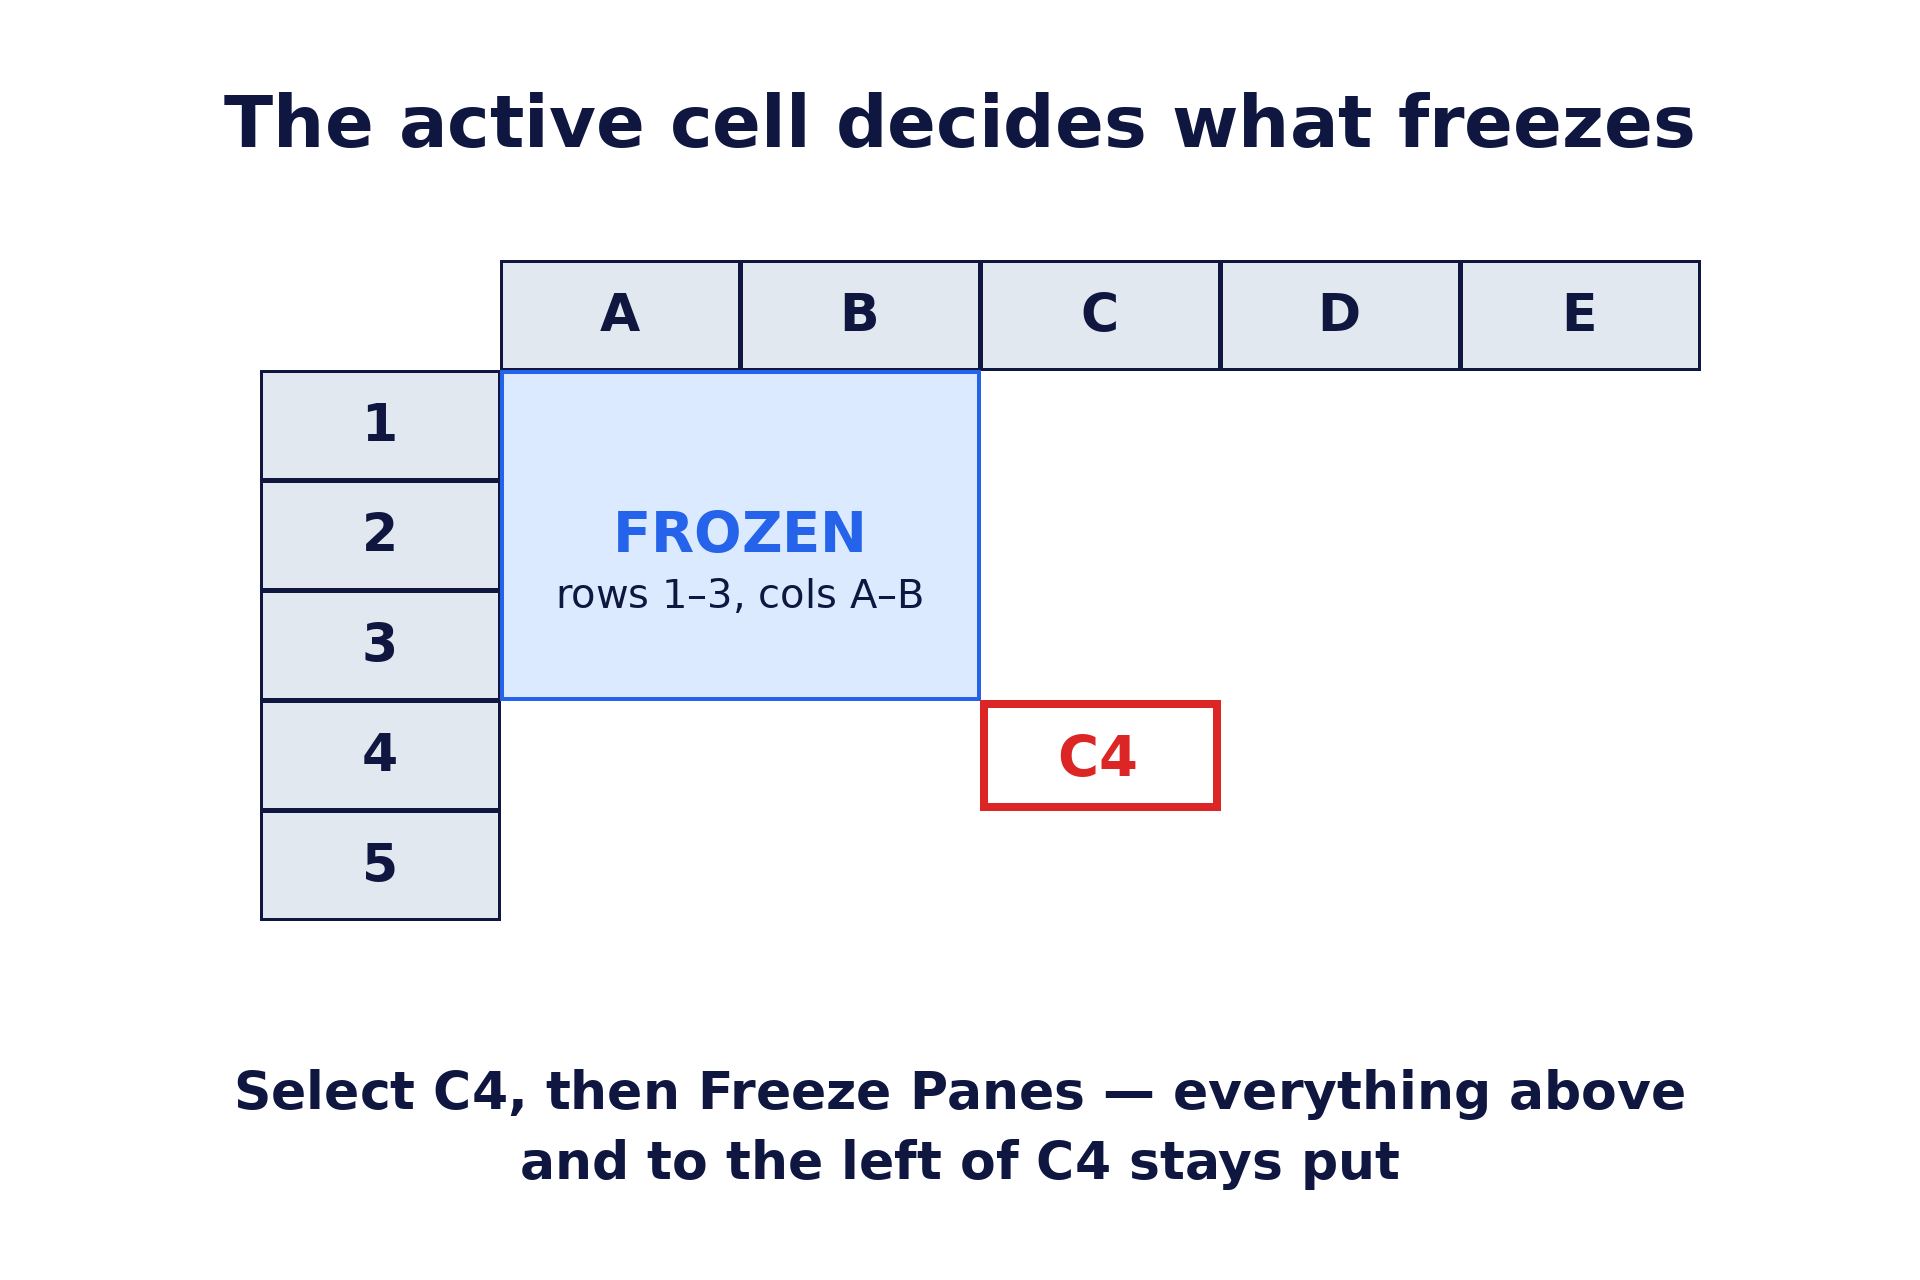 The active cell decides what freezes
A B C D E
1
2
FROZEN
rows 1–3, cols A–B
3
4
C4
5
Select C4, then Freeze Panes — everything above
and to the left of C4 stays put